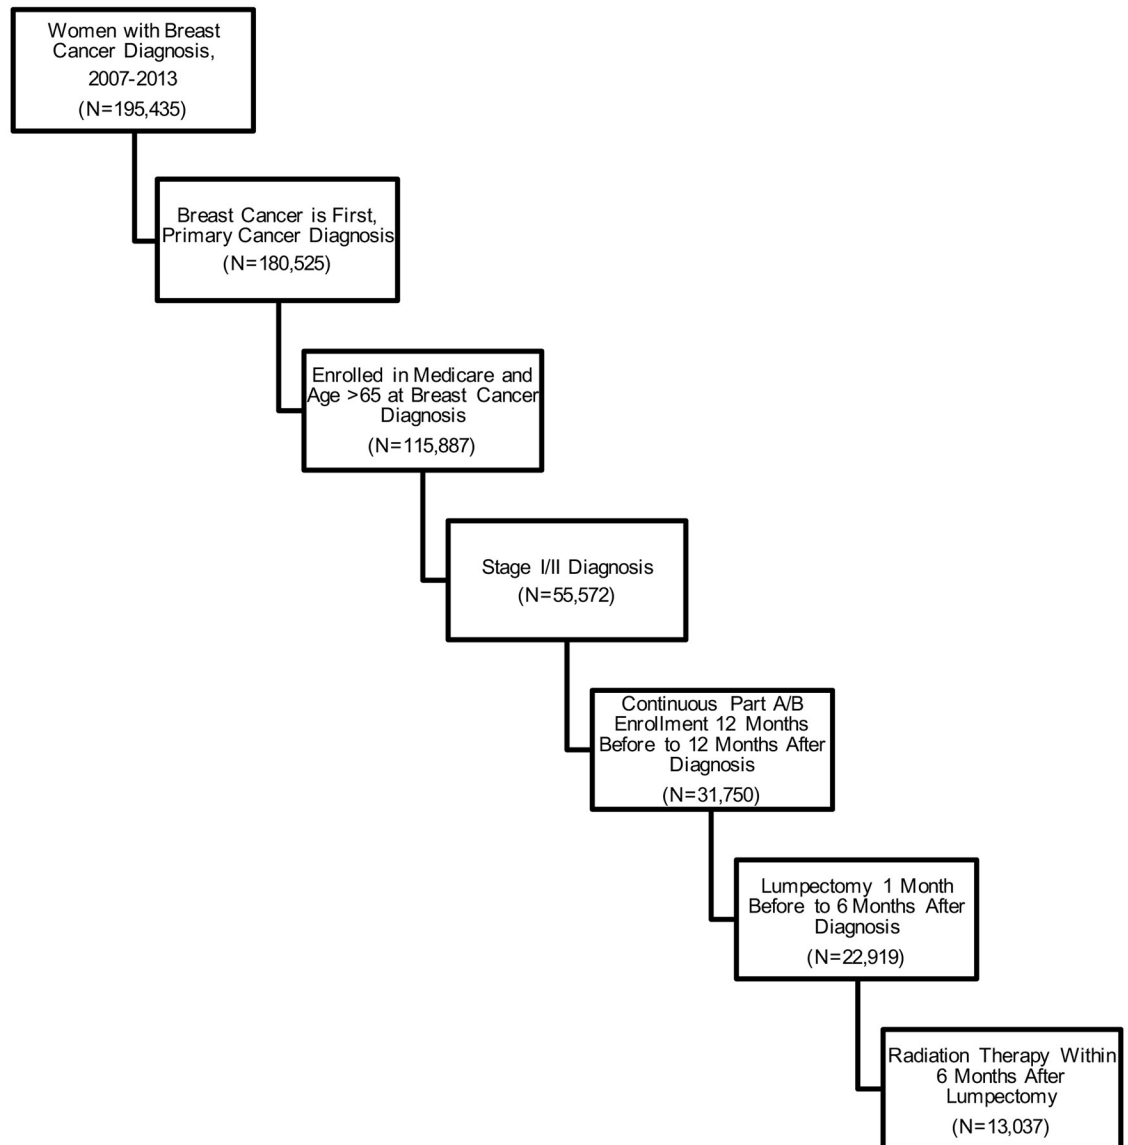 Women with Breast
Cancer Diagnosis,
2007-2013
(N=195,435)
Breast Cancer is First,
Primary Cancer Diagnosis
(N=180,525)
Enrolled in Medicare and
Age >65 at Breast Cancer
Diagnosis
(N=115,887)
Stage I/II Diagnosis
(N=55,572)
Continuous Part A/B
Enrollment 12 Months
Before to 12 Months After
Diagnosis
(N=31,750)
Lumpectomy 1 Month
Before to 6 Months After
Diagnosis
(N=22,919)
Radiation Therapy Within
6 Months After
Lumpectomy
(N=13,037)